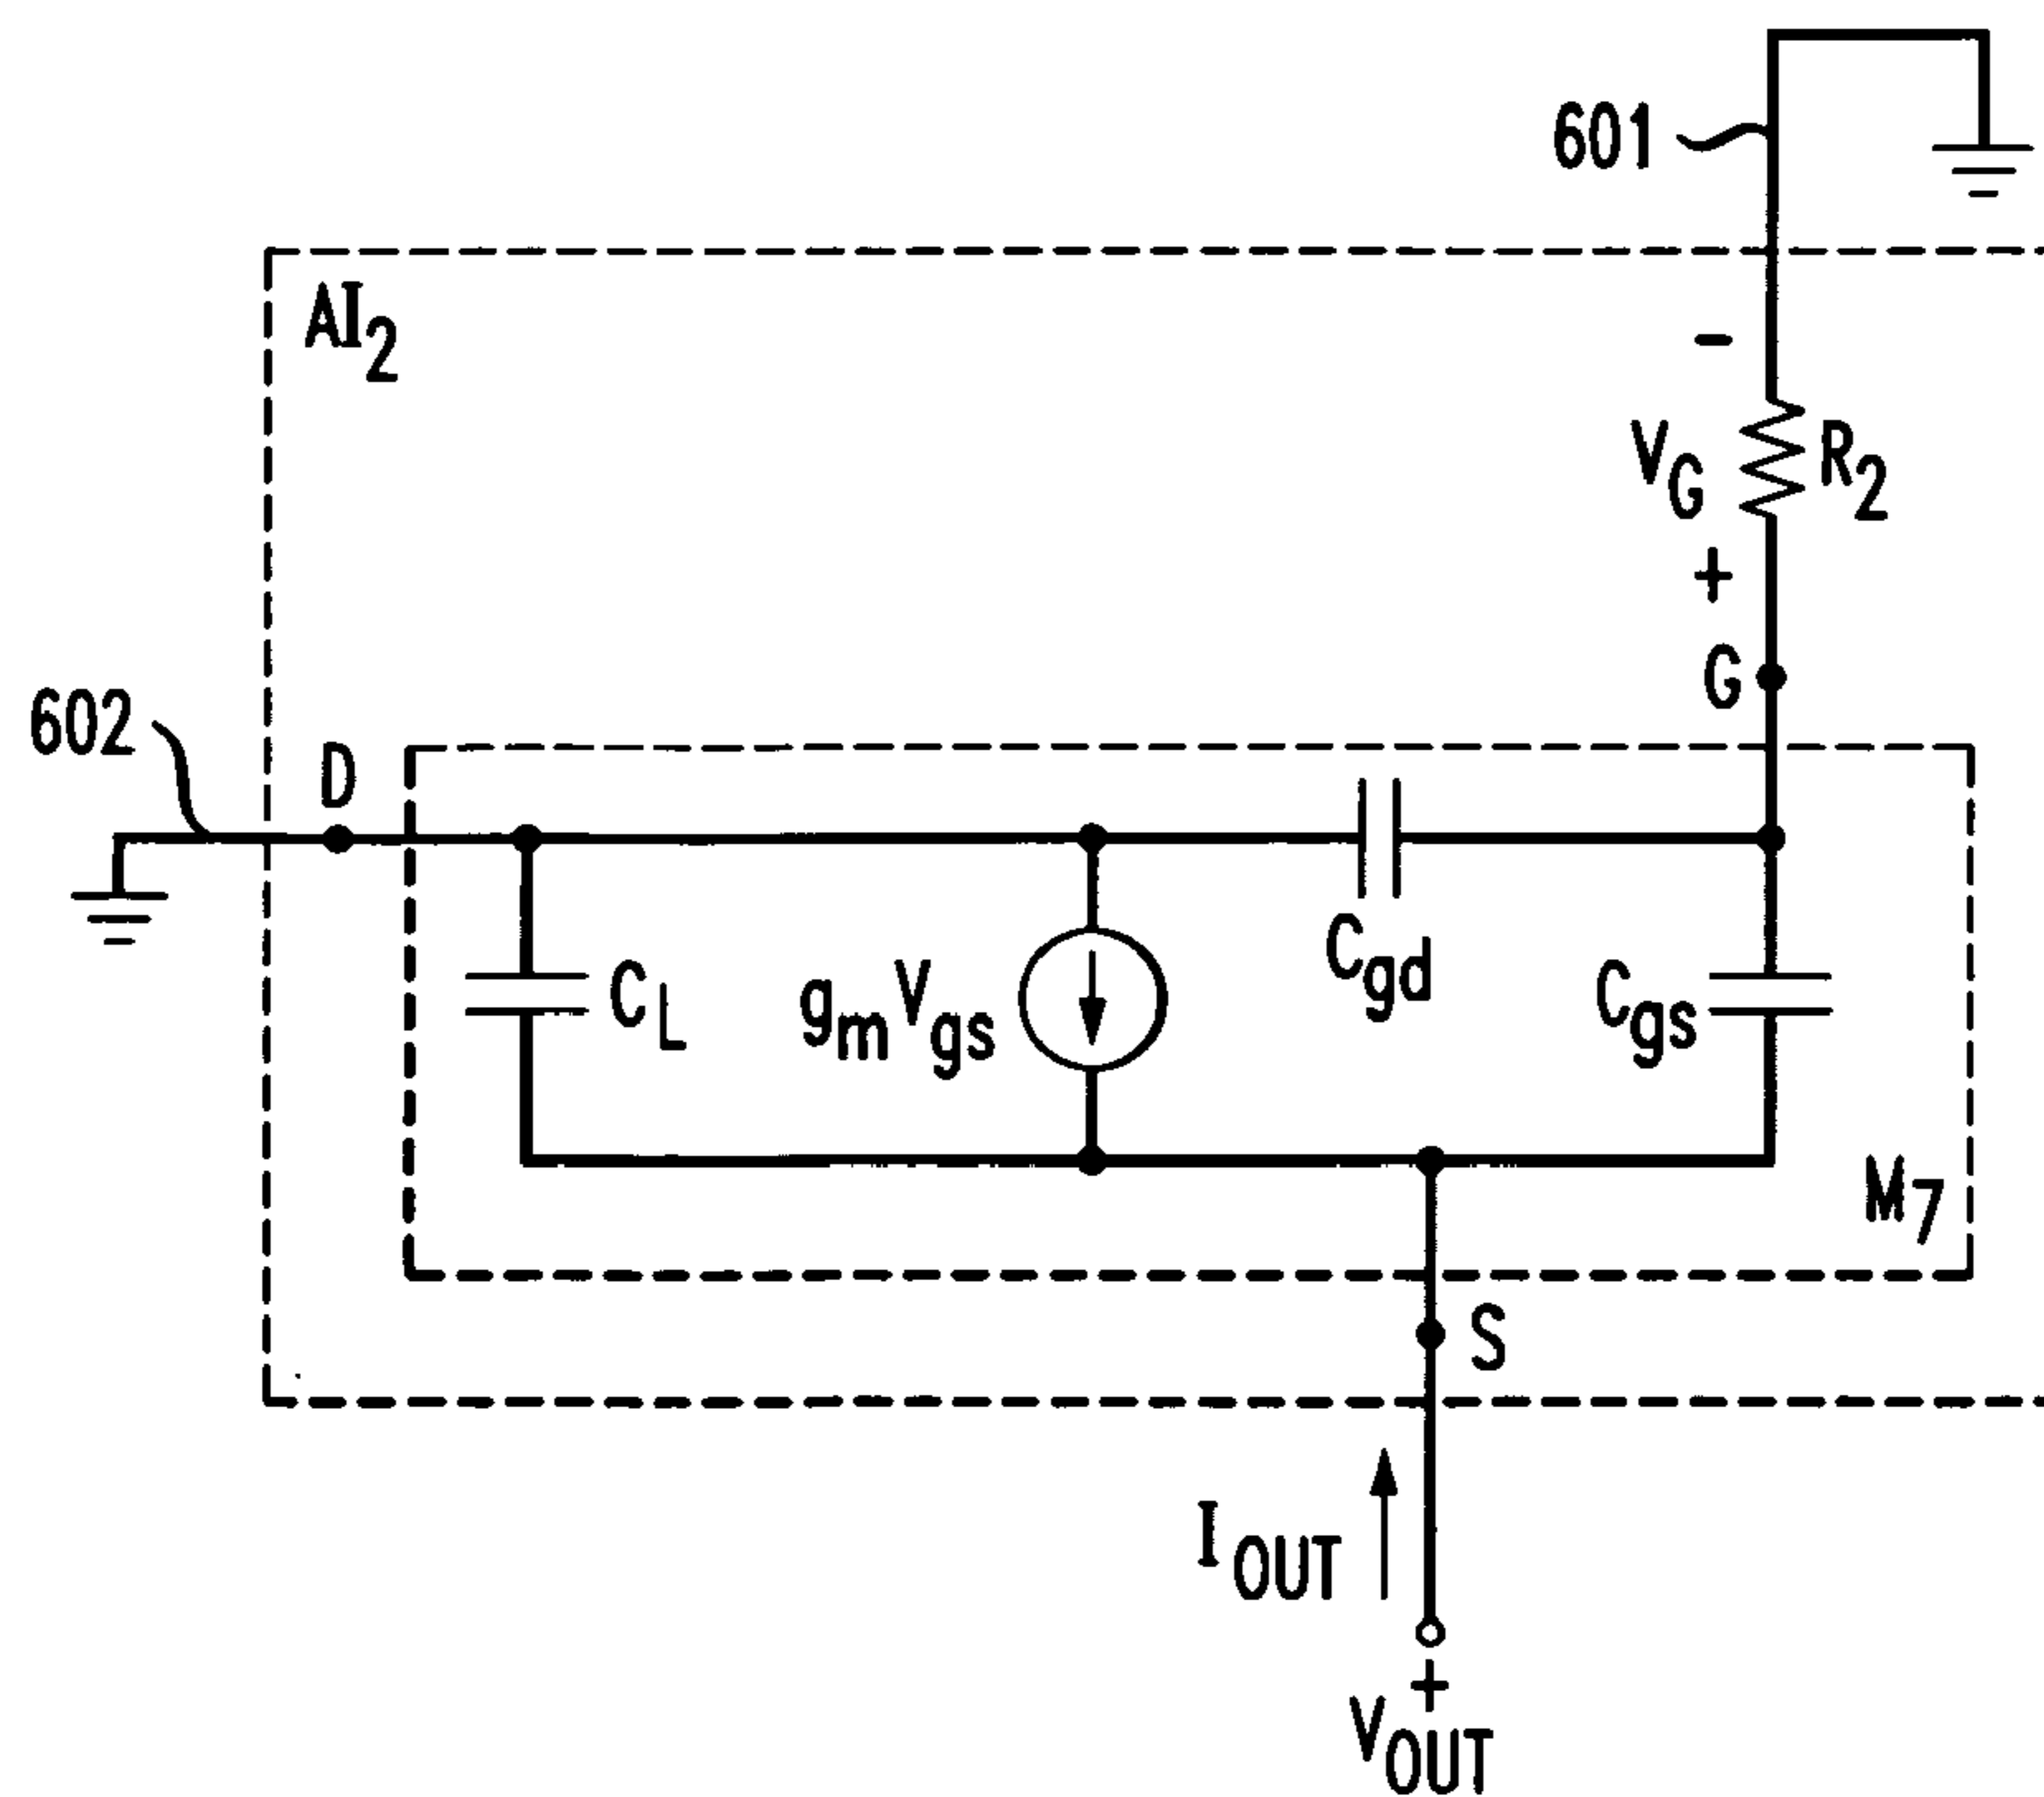 601
AI2
-
VG
R2
+
G
602
D
Cgd
CL
gmVgs
Cgs
M7
S
IOUT
+
VOUT